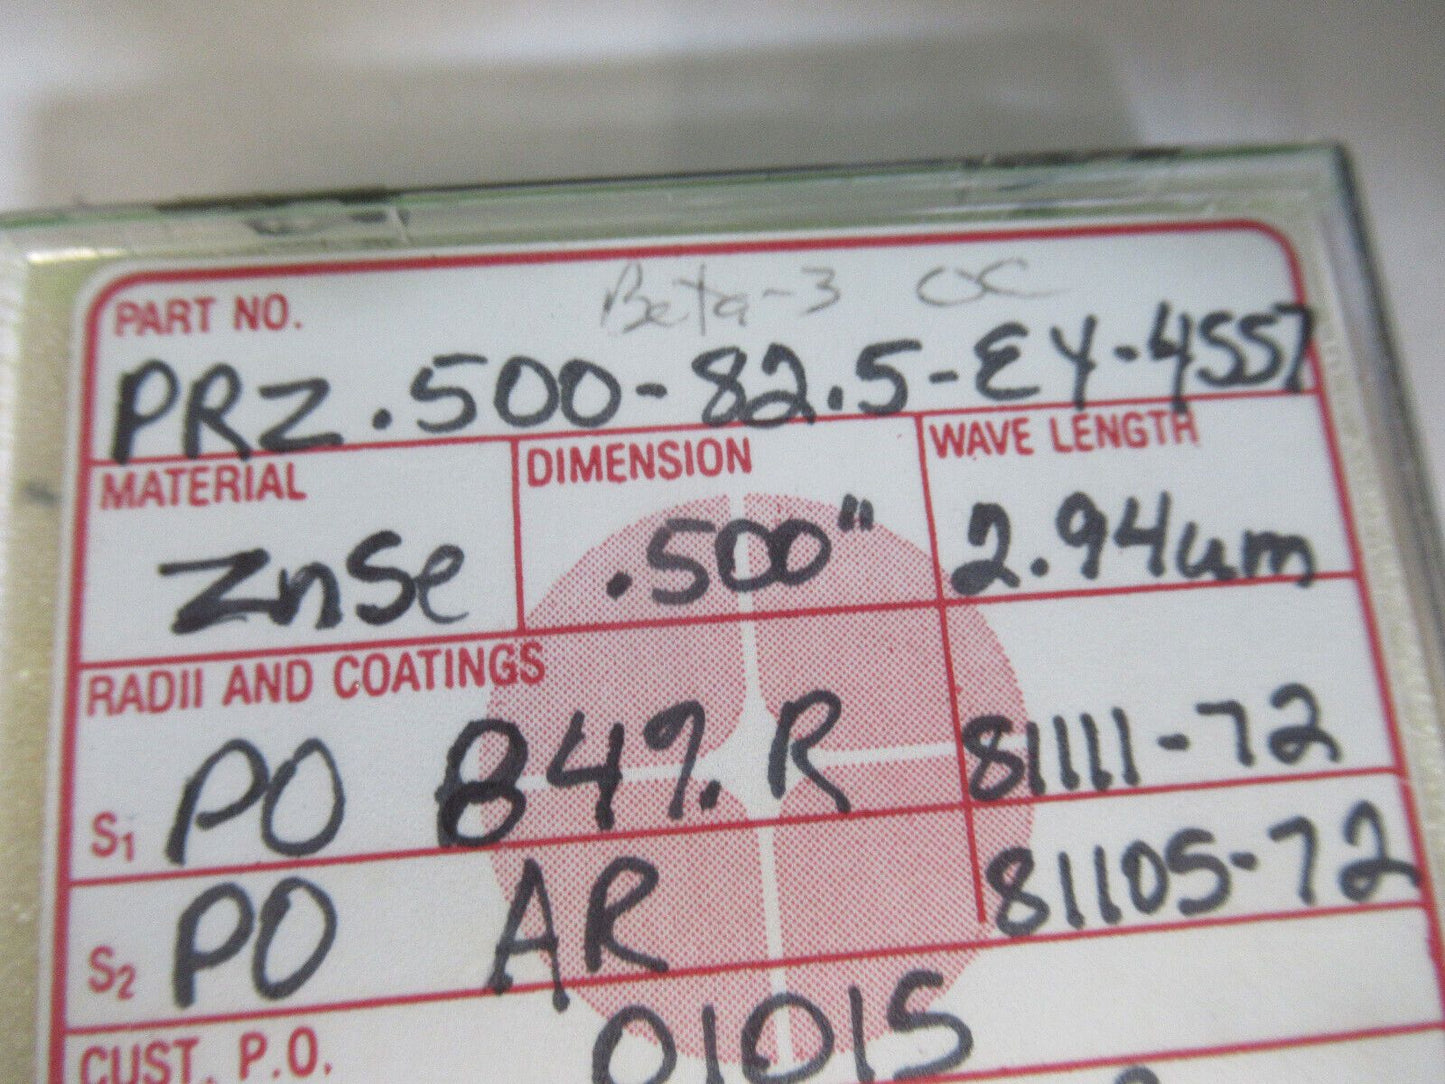 Beta-3 OC
PART NO.
PRZ.500-82.5-EY-4557
MATERIAL DIMENSION WAVE LENGTH
ZnSe .500" 2.94um
RADII AND COATINGS
S1 PO 84% R 81111-72
S2 PO AR 81105-72
CUST. P.O. 01015